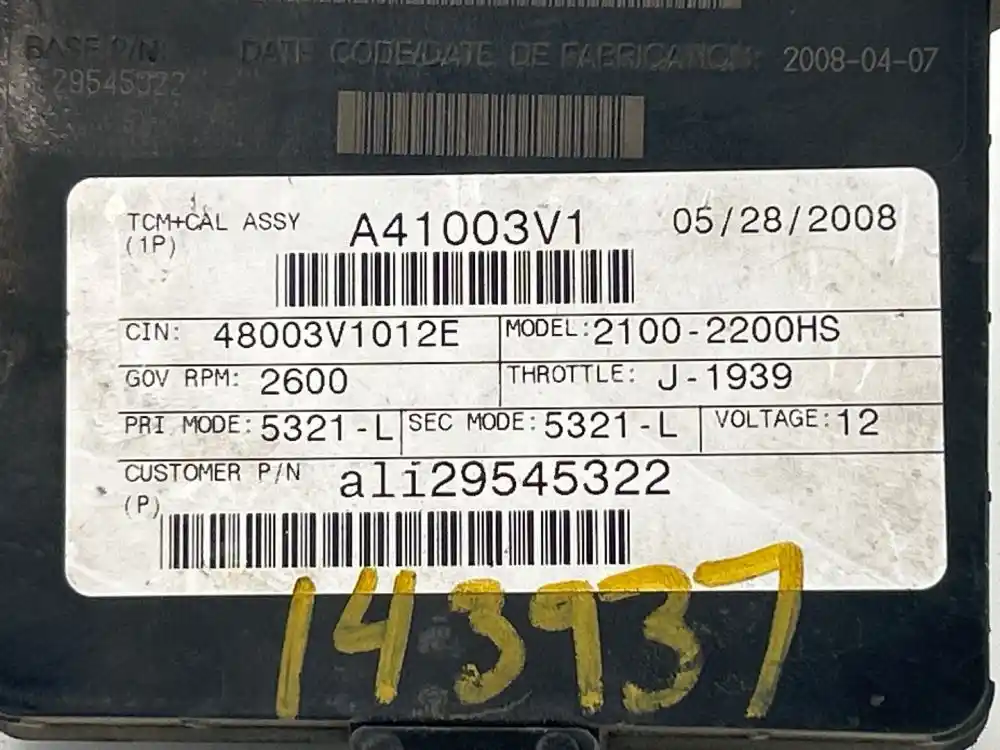 BASE P/N: DATE CODE/DATE DE FABRICATION: 2008-04-07
29545322
TCM+CAL ASSY A41003V1 05/28/2008
(1P)
CIN: 48003V1012E MODEL: 2100-2200HS
GOV RPM: 2600 THROTTLE: J-1939
PRI MODE: 5321-L SEC MODE: 5321-L VOLTAGE: 12
CUSTOMER P/N ali29545322
(P)
143937